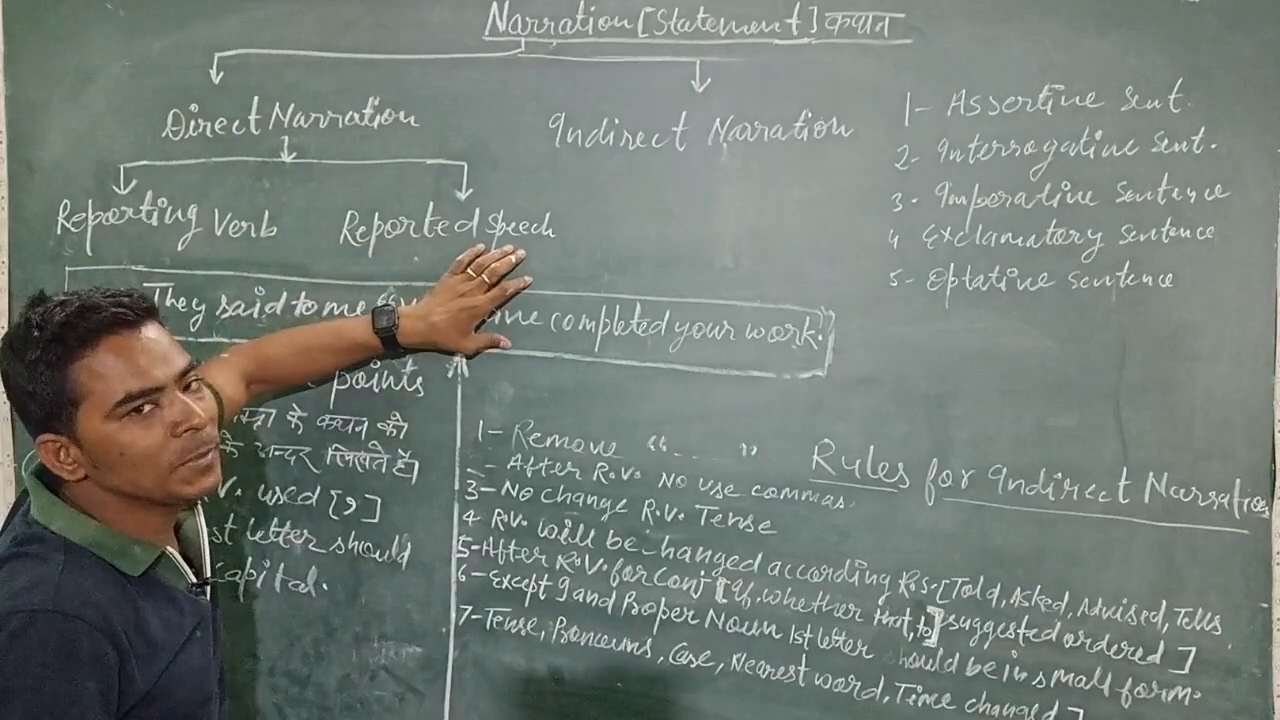 Narration [Statement] कथन
Direct Narration
Indirect Narration
Reporting Verb
Reported Speech
They said to me completed your work."
points
के कथन को
के अन्दर लिखते हैं।
V. used [,]
st letter should
Capital.
1- Assertive Sent.
2- Interrogative Sent.
3- Imperative Sentence
4 Exclamatory Sentence
5- Optative Sentence
Rules for Indirect Narration
1- Remove “ .... ”
- After R.V. No use commas.
3- No change R.V. Tense
4 R.V. will be changed according R.S.-[Told, Asked, Advised, Tells
suggested ordered]
5- After R.V. for Conj [If, whether that, to]
6- Except I and Proper Noun 1st letter should be in small form.
7- Tense, Pronouns, Case, Nearest word, Time changed]